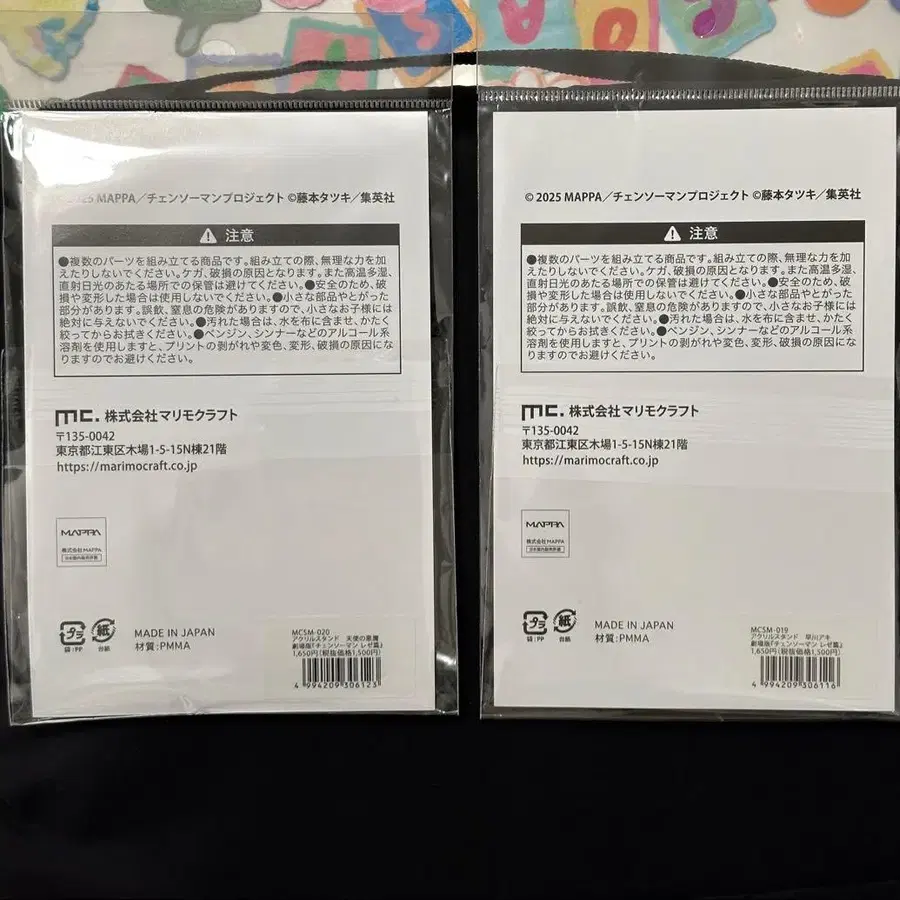 MAPPA／チェンソーマンプロジェクト ©藤本タツキ／集英社
注意
●複数のパーツを組み立てる商品です。組み立ての際、無理な力を加
えたりしないでください。ケガ、破損の原因となります。また高温多湿、
直射日光のあたる場所での保管は避けてください。●安全のため、破
損や変形した場合は使用しないでください。●小さな部品やとがった
部分があります。誤飲、窒息の危険がありますので、小さなお子様には
絶対に与えないでください。●汚れた場合は、水を布に含ませ、かたく
絞ってからお拭きください。●ベンジン、シンナーなどのアルコール系
溶剤を使用しますと、プリントの剥がれや変色、変形、破損の原因にな
りますのでお避けください。
mc. 株式会社マリモクラフト
〒135-0042
東京都江東区木場1-5-15N棟21階
https://marimocraft.co.jp
MAPPA
株式会社MAPPA
プラ
袋:PP
紙
台紙
MADE IN JAPAN
材質:PMMA
MCSM-020
アクリルスタンド 天使の悪魔
劇場版『チェンソーマン レゼ篇』
1,650円(税抜価格1,500円)
4 994209 306123
© 2025 MAPPA／チェンソーマンプロジェクト ©藤本タツキ／集英社
注意
●複数のパーツを組み立てる商品です。組み立ての際、無理な力を加
えたりしないでください。ケガ、破損の原因となります。また高温多湿、
直射日光のあたる場所での保管は避けてください。●安全のため、破
損や変形した場合は使用しないでください。●小さな部品やとがった
部分があります。誤飲、窒息の危険がありますので、小さなお子様には
絶対に与えないでください。●汚れた場合は、水を布に含ませ、かたく
絞ってからお拭きください。●ベンジン、シンナーなどのアルコール系
溶剤を使用しますと、プリントの剥がれや変色、変形、破損の原因にな
りますのでお避けください。
mc. 株式会社マリモクラフト
〒135-0042
東京都江東区木場1-5-15N棟21階
https://marimocraft.co.jp
MAPPA
株式会社MAPPA
プラ
袋:PP
紙
台紙
MADE IN JAPAN
材質:PMMA
MCSM-019
アクリルスタンド 早川アキ
劇場版『チェンソーマン レゼ篇』
1,650円(税抜価格1,500円)
4 994209 306116